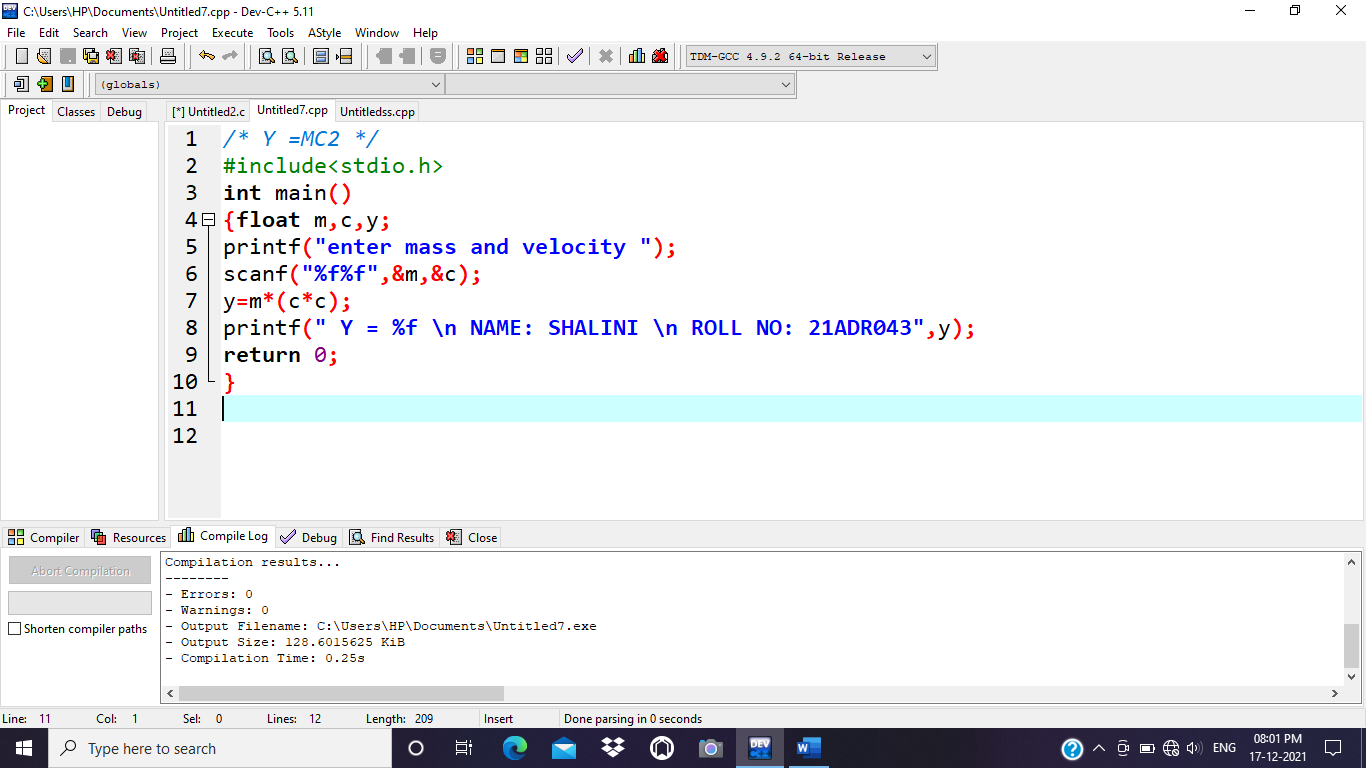 C:\Users\HP\Documents\Untitled7.cpp - Dev-C++ 5.11
File Edit Search View Project Execute Tools AStyle Window Help
TDM-GCC 4.9.2 64-bit Release
(globals)
Project Classes Debug [*] Untitled2.c Untitled7.cpp Untitledss.cpp
1 /* Y =MC2 */
2 #include<stdio.h>
3 int main()
4 {float m,c,y;
5 printf("enter mass and velocity ");
6 scanf("%f%f",&m,&c);
7 y=m*(c*c);
8 printf(" Y = %f \n NAME: SHALINI \n ROLL NO: 21ADR043",y);
9 return 0;
10 }
11
12
Compiler Resources Compile Log Debug Find Results Close
Abort Compilation
Shorten compiler paths
Compilation results...
--------
- Errors: 0
- Warnings: 0
- Output Filename: C:\Users\HP\Documents\Untitled7.exe
- Output Size: 128.6015625 KiB
- Compilation Time: 0.25s
Line: 11 Col: 1 Sel: 0 Lines: 12 Length: 209 Insert Done parsing in 0 seconds
Type here to search
DEV
W
ENG
08:01 PM
17-12-2021